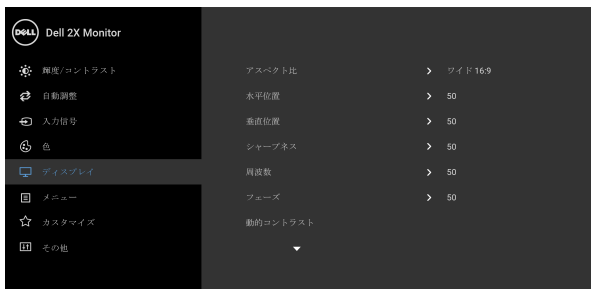 DELL Dell 2X Monitor
輝度/コントラスト
自動調整
入力信号
色
ディスプレイ
メニュー
カスタマイズ
その他
アスペクト比 ワイド 16:9
水平位置 50
垂直位置 50
シャープネス 50
周波数 50
フェーズ 50
動的コントラスト